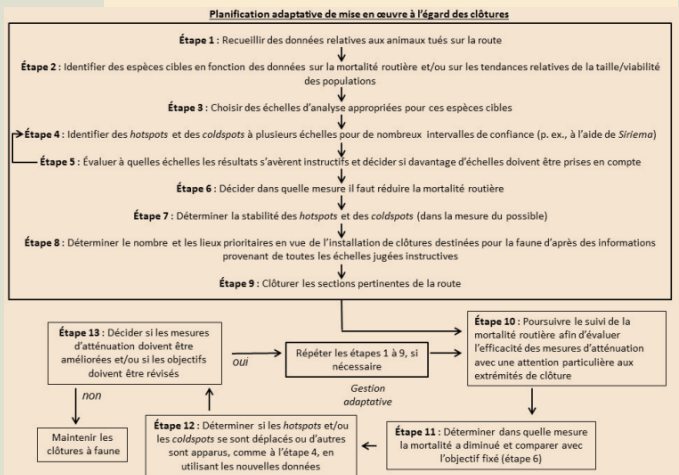 Planification adaptative de mise en œuvre à l'égard des clôtures
Étape 1 : Recueillir des données relatives aux animaux tués sur la route
Étape 2 : Identifier des espèces cibles en fonction des données sur la mortalité routière et/ou sur les tendances relatives de la taille/viabilité
des populations
Étape 3 : Choisir des échelles d'analyse appropriées pour ces espèces cibles
Étape 4 : Identifier des hotspots et des coldspots à plusieurs échelles pour de nombreux intervalles de confiance (p. ex., à l'aide de Siriema)
Étape 5 : Évaluer à quelles échelles les résultats s'avèrent instructifs et décider si davantage d'échelles doivent être prises en compte
Étape 6 : Décider dans quelle mesure il faut réduire la mortalité routière
Étape 7 : Déterminer la stabilité des hotspots et des coldspots (dans la mesure du possible)
Étape 8 : Déterminer le nombre et les lieux prioritaires en vue de l'installation de clôtures destinées pour la faune d'après des informations
provenant de toutes les échelles jugées instructives
Étape 9 : Clôturer les sections pertinentes de la route
Étape 10 : Poursuivre le suivi de la
mortalité routière afin d'évaluer
l'efficacité des mesures d'atténuation
avec une attention particulière aux
extrémités de clôture
Étape 11 : Déterminer dans quelle mesure
la mortalité a diminué et comparer avec
l'objectif fixé (étape 6)
Étape 12 : Déterminer si les hotspots et/ou
les coldspots se sont déplacés ou d'autres
sont apparus, comme à l'étape 4, en
utilisant les nouvelles données
Étape 13 : Décider si les mesures
d'atténuation doivent être
améliorées et/ou si les objectifs
doivent être révisés
oui
Répéter les étapes 1 à 9, si
nécessaire
Gestion
adaptative
non
Maintenir les
clôtures à faune